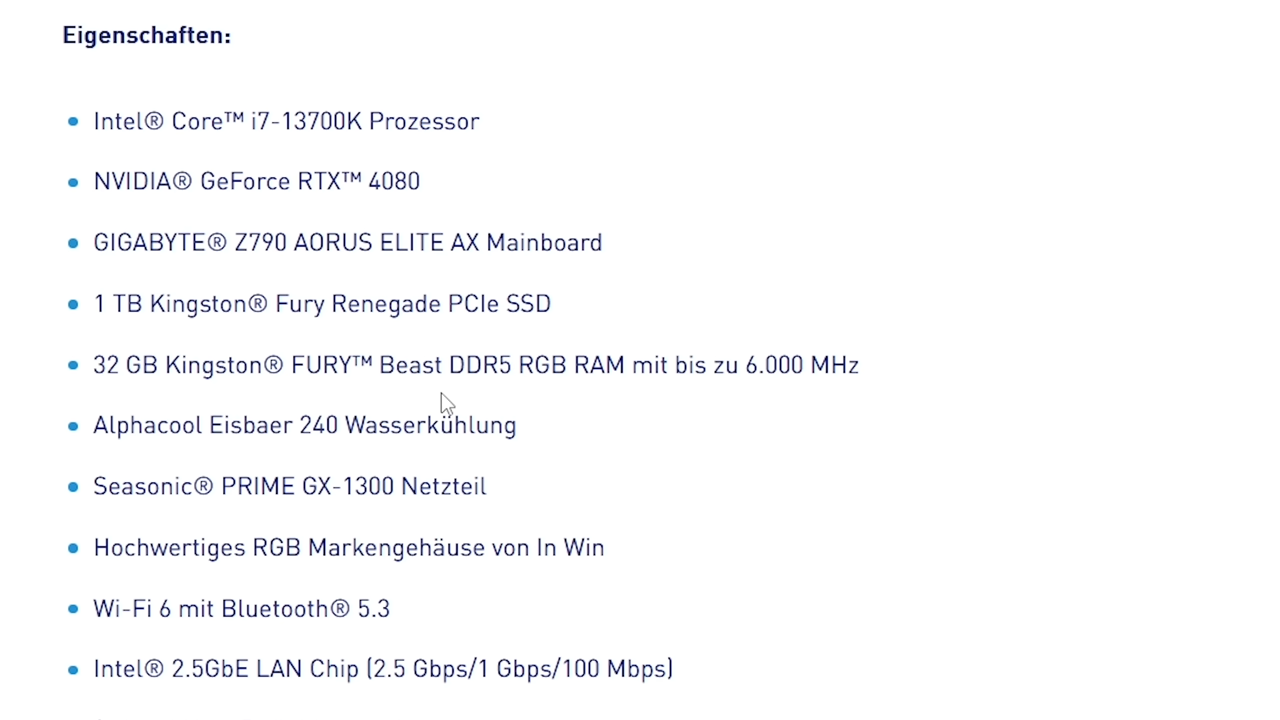 Eigenschaften:
Intel® Core™ i7-13700K Prozessor
NVIDIA® GeForce RTX™ 4080
GIGABYTE® Z790 AORUS ELITE AX Mainboard
1 TB Kingston® Fury Renegade PCIe SSD
32 GB Kingston® FURY™ Beast DDR5 RGB RAM mit bis zu 6.000 MHz
Alphacool Eisbaer 240 Wasserkühlung
Seasonic® PRIME GX-1300 Netzteil
Hochwertiges RGB Markengehäuse von In Win
Wi-Fi 6 mit Bluetooth® 5.3
Intel® 2.5GbE LAN Chip (2.5 Gbps/1 Gbps/100 Mbps)